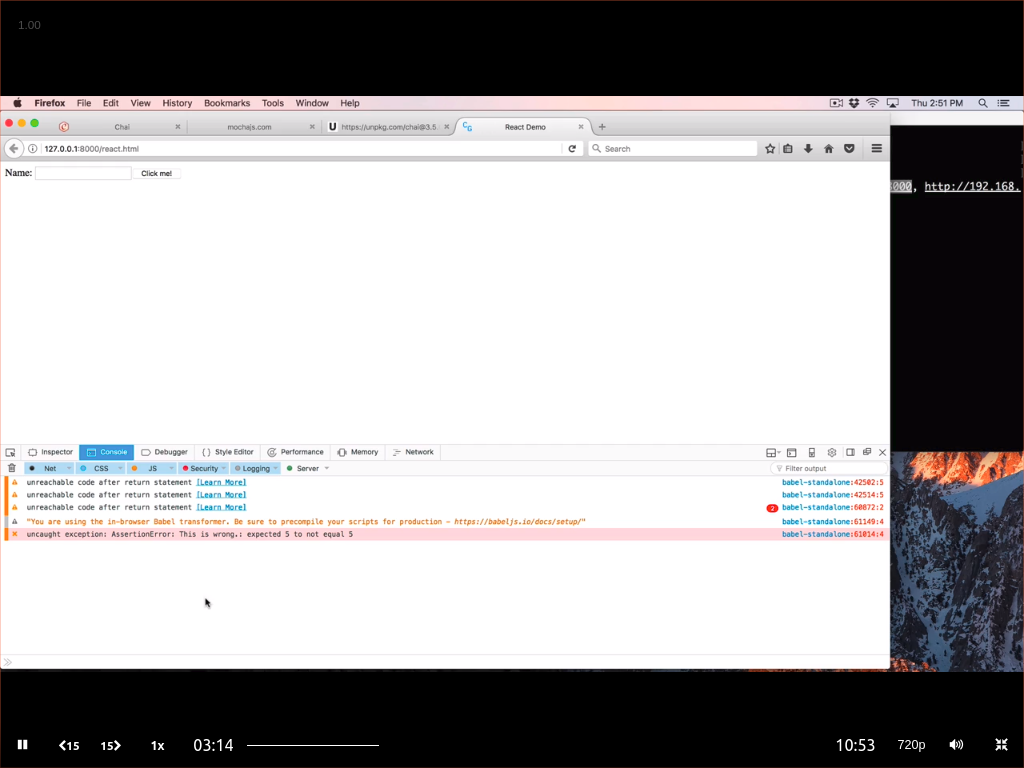 1.00
Firefox File Edit View History Bookmarks Tools Window Help Thu 2:51 PM
Chai mochajs.com U https://unpkg.com/chai@3.5. CG React Demo
127.0.0.1:8000/react.html Search
Name: Click me!
000, http://192.168.
Inspector Console Debugger { } Style Editor Performance Memory Network
Net CSS JS Security Logging Server Filter output
unreachable code after return statement [Learn More] babel-standalone:42502:5
unreachable code after return statement [Learn More] babel-standalone:42514:5
unreachable code after return statement [Learn More] 2 babel-standalone:60872:2
"You are using the in-browser Babel transformer. Be sure to precompile your scripts for production - https://babeljs.io/docs/setup/" babel-standalone:61149:4
uncaught exception: AssertionError: This is wrong.: expected 5 to not equal 5 babel-standalone:61014:4
15 15 1x 03:14 10:53 720p